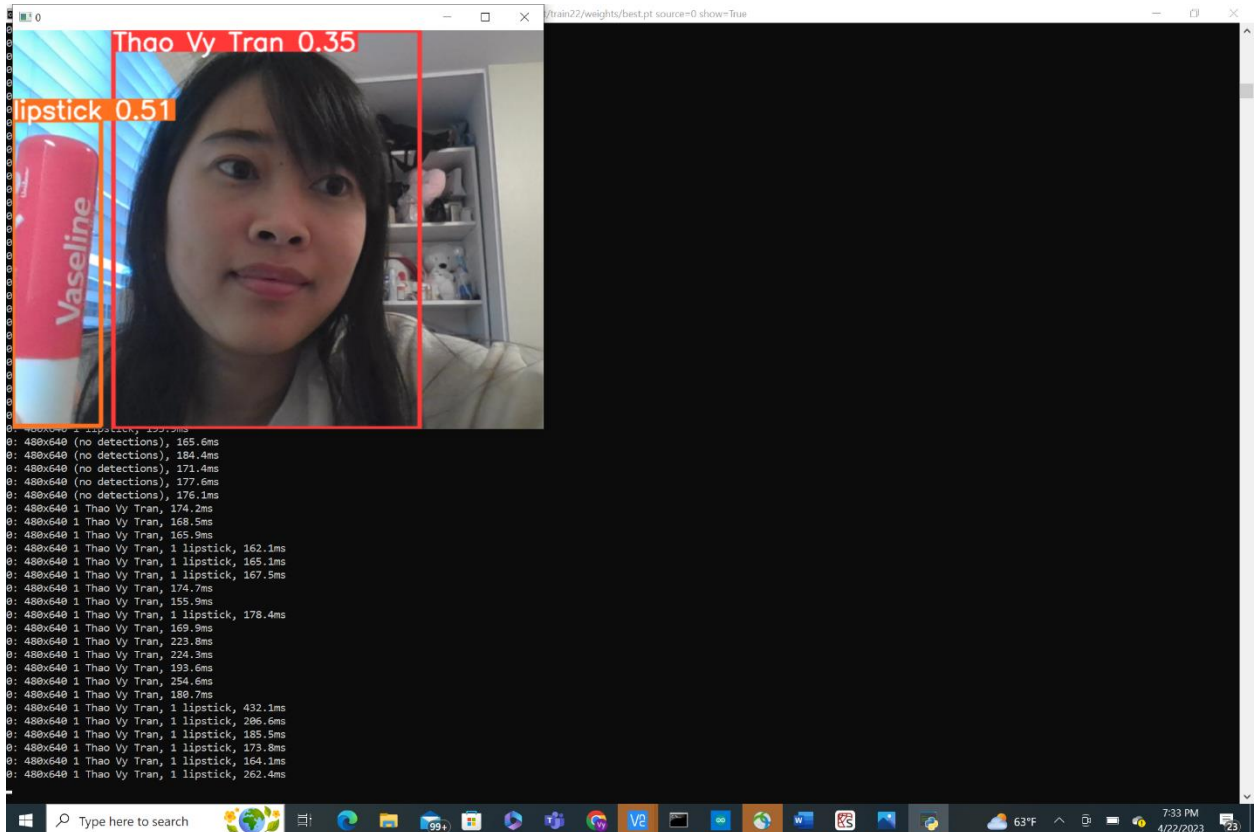 0
t/train22/weights/best.pt source=0 show=True
Thao Vy Tran 0.35
lipstick 0.51
Vaseline
0: 480x640 1 lipstick, 193.9ms
0: 480x640 (no detections), 165.6ms
0: 480x640 (no detections), 184.4ms
0: 480x640 (no detections), 171.4ms
0: 480x640 (no detections), 177.6ms
0: 480x640 (no detections), 176.1ms
0: 480x640 1 Thao Vy Tran, 174.2ms
0: 480x640 1 Thao Vy Tran, 168.5ms
0: 480x640 1 Thao Vy Tran, 165.9ms
0: 480x640 1 Thao Vy Tran, 1 lipstick, 162.1ms
0: 480x640 1 Thao Vy Tran, 1 lipstick, 165.1ms
0: 480x640 1 Thao Vy Tran, 1 lipstick, 167.5ms
0: 480x640 1 Thao Vy Tran, 174.7ms
0: 480x640 1 Thao Vy Tran, 155.9ms
0: 480x640 1 Thao Vy Tran, 1 lipstick, 178.4ms
0: 480x640 1 Thao Vy Tran, 169.9ms
0: 480x640 1 Thao Vy Tran, 223.8ms
0: 480x640 1 Thao Vy Tran, 224.3ms
0: 480x640 1 Thao Vy Tran, 193.6ms
0: 480x640 1 Thao Vy Tran, 254.6ms
0: 480x640 1 Thao Vy Tran, 180.7ms
0: 480x640 1 Thao Vy Tran, 1 lipstick, 432.1ms
0: 480x640 1 Thao Vy Tran, 1 lipstick, 206.6ms
0: 480x640 1 Thao Vy Tran, 1 lipstick, 185.5ms
0: 480x640 1 Thao Vy Tran, 1 lipstick, 173.8ms
0: 480x640 1 Thao Vy Tran, 1 lipstick, 164.1ms
0: 480x640 1 Thao Vy Tran, 1 lipstick, 262.4ms
Type here to search
99+
63°F
7:33 PM
4/22/2023
23